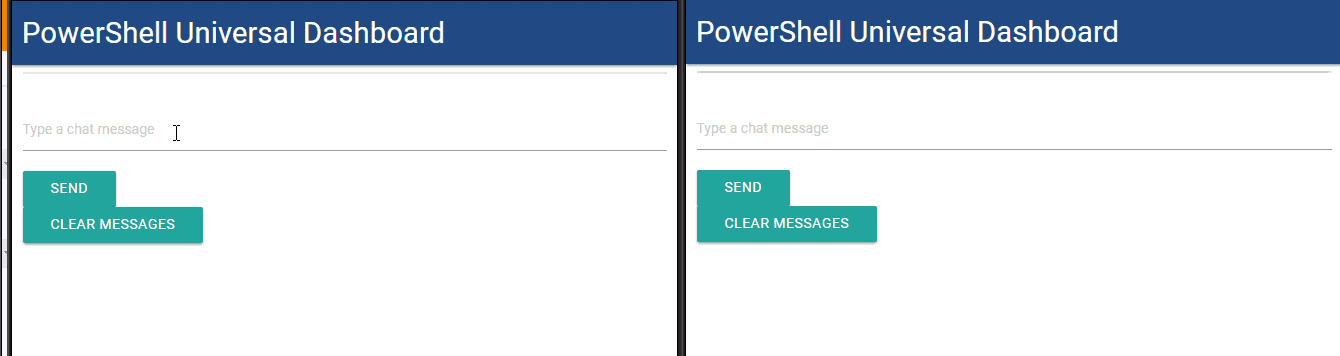 PowerShell Universal Dashboard
Type a chat message
SEND
CLEAR MESSAGES
PowerShell Universal Dashboard
Type a chat message
SEND
CLEAR MESSAGES